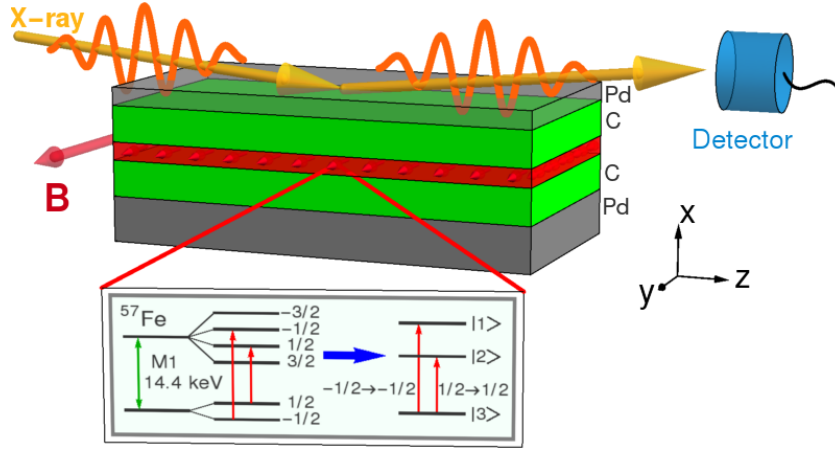 X-ray
Pd
C
Detector
B
C
Pd
x
y
z
57Fe
M1
14.4 keV
-3/2
-1/2
1/2
3/2
1/2
-1/2
|1>
|2>
-1/2→-1/2
1/2→1/2
|3>